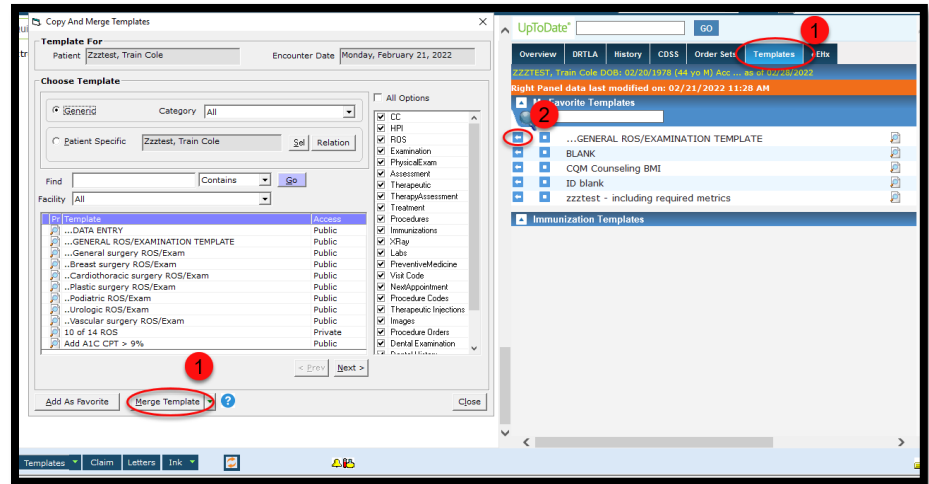 Copy And Merge Templates
Template For
Patient Zzztest, Train Cole Encounter Date Monday, February 21, 2022
Choose Template
Generic Category All
Patient Specific Zzztest, Train Cole Sel Relation
Find Contains Go
Facility All
Pr Template Access
...DATA ENTRY Public
...GENERAL ROS/EXAMINATION TEMPLATE Public
...General surgery ROS/Exam Public
..Breast surgery ROS/Exam Public
..Cardiothoracic surgery ROS/Exam Public
..Plastic surgery ROS/Exam Public
..Podiatric ROS/Exam Public
..Urologic ROS/Exam Public
..Vascular surgery ROS/Exam Public
10 of 14 ROS Private
Add A1C CPT > 9% Public
1
< Prev Next >
Add As Favorite Merge Template ? Close
All Options
CC
HPI
ROS
Examination
PhysicalExam
Assessment
Therapeutic
TherapyAssessment
Treatment
Procedures
Immunizations
XRay
Labs
PreventiveMedicine
Visit Code
NextAppointment
Procedure Codes
Therapeutic Injections
Images
Procedure Orders
Dental Examination
Templates Claim Letters Ink
UpToDate® GO
1
Overview DRTLA History CDSS Order Sets Templates eEHx
ZZZTEST, Train Cole DOB: 02/20/1978 (44 yo M) Acc ... as of 02/28/2022
Right Panel data last modified on: 02/21/2022 11:28 AM
My Favorite Templates
2
...GENERAL ROS/EXAMINATION TEMPLATE
BLANK
CQM Counseling BMI
ID blank
zzztest - including required metrics
Immunization Templates